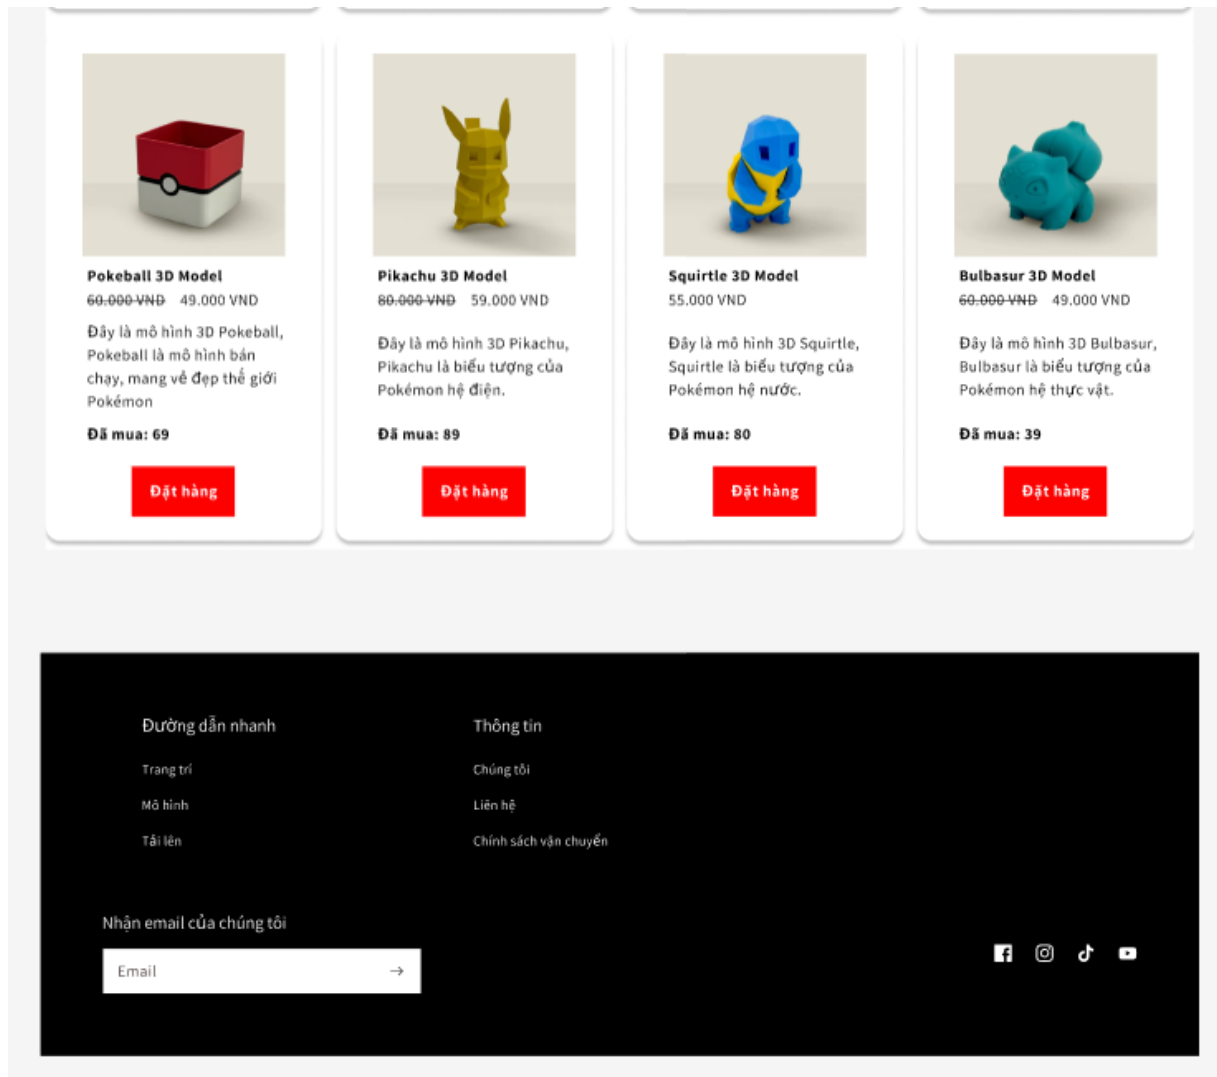 Pokeball 3D Model
60.000 VND 49.000 VND
Đây là mô hình 3D Pokeball,
Pokeball là mô hình bán
chạy, mang vẻ đẹp thế giới
Pokémon
Đã mua: 69
Đặt hàng
Pikachu 3D Model
80.000 VND 59.000 VND
Đây là mô hình 3D Pikachu,
Pikachu là biểu tượng của
Pokémon hệ điện.
Đã mua: 89
Đặt hàng
Squirtle 3D Model
55.000 VND
Đây là mô hình 3D Squirtle,
Squirtle là biểu tượng của
Pokémon hệ nước.
Đã mua: 80
Đặt hàng
Bulbasur 3D Model
60.000 VND 49.000 VND
Đây là mô hình 3D Bulbasur,
Bulbasur là biểu tượng của
Pokémon hệ thực vật.
Đã mua: 39
Đặt hàng
Đường dẫn nhanh
Trang trí
Mô hình
Tải lên
Thông tin
Chúng tôi
Liên hệ
Chính sách vận chuyển
Nhận email của chúng tôi
Email